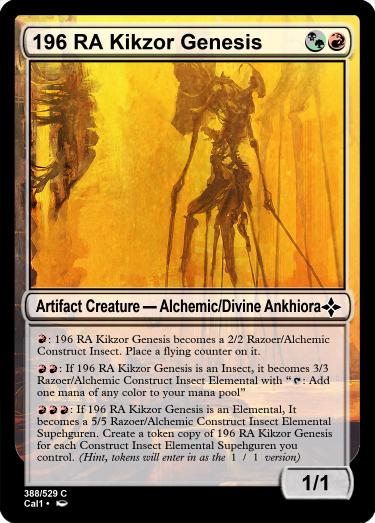 196 RA Kikzor Genesis
Artifact Creature — Alchemic/Divine Ankhiora
: 196 RA Kikzor Genesis becomes a 2/2 Razoer/Alchemic
Construct Insect. Place a flying counter on it.
: If 196 RA Kikzor Genesis is an Insect, it becomes 3/3
Razoer/Alchemic Construct Insect Elemental with “ : Add
one mana of any color to your mana pool”
: If 196 RA Kikzor Genesis is an Elemental, It
becomes a 5/5 Razoer/Alchemic Construct Insect Elemental
Supehguren. Create a token copy of 196 RA Kikzor Genesis
for each Construct Insect Elemental Supehguren you
control. (Hint, tokens will enter as the 1 / 1 version)
1/1
388/529 C
Cal1 •